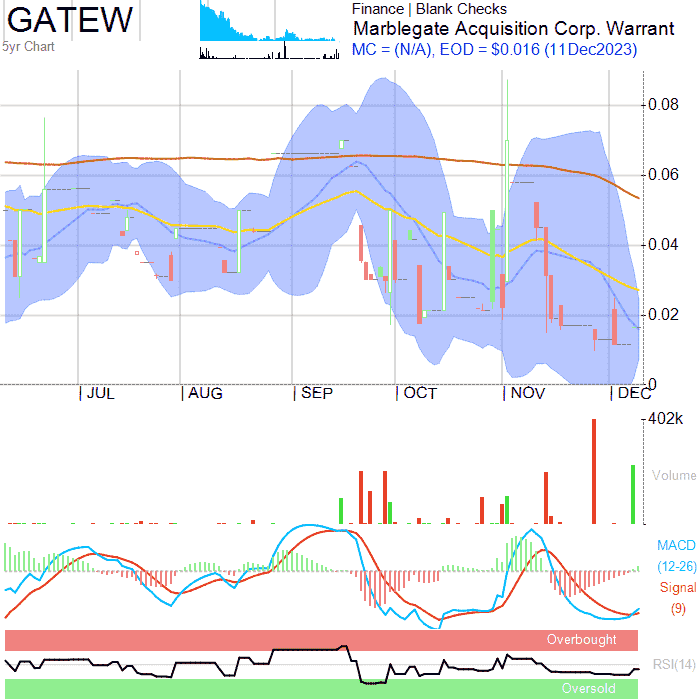 GATEW
5yr Chart
Finance | Blank Checks
Marblegate Acquisition Corp. Warrant
MC = (N/A), EOD = $0.016 (11Dec2023)
0.08
0.06
0.04
0.02
0
JUL AUG SEP OCT NOV DEC
402k
Volume
MACD
(12-26)
Signal
(9)
Overbought
RSI(14)
Oversold